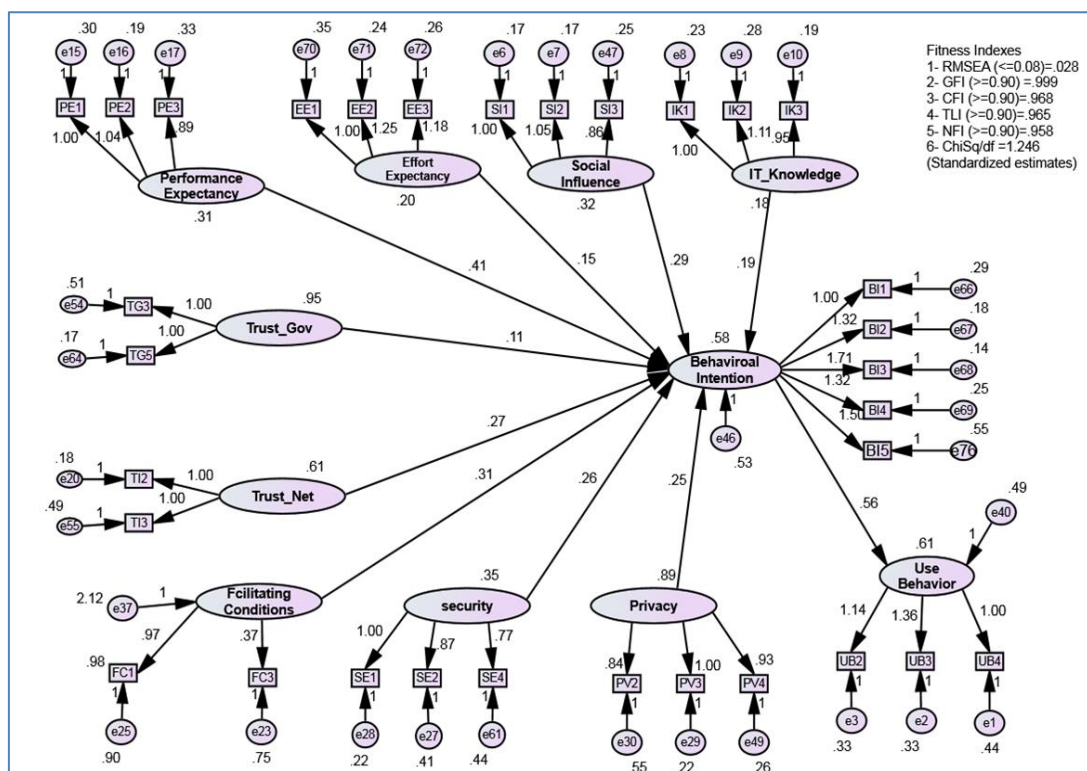 .30 .19 .33 .35 .24 .26 .17 .17 .25 .23 .28 .19
e15 e16 e17 e70 e71 e72 e6 e7 e47 e8 e9 e10
1 1 1 1 1 1 1 1 1 1 1 1
PE1 PE2 PE3 EE1 EE2 EE3 SI1 SI2 SI3 IK1 IK2 IK3
1.00 1.04 .89 1.00 1.25 1.18 1.00 1.05 .86 1.00 1.11 .95
Fitness Indexes
1- RMSEA (<=0.08)=.028
2- GFI (>=0.90) =.999
3- CFI (>=0.90)=.968
4- TLI (>=0.90)=.965
5- NFI (>=0.90)=.958
6- ChiSq/df =1.246
(Standardized estimates)
Performance
Expectancy
.31
Effort
Expectancy
.20
Social
Influence
.32
IT_Knowledge
.18
.41 .15 .29 .19
.51
e54 1 TG3 1.00
.17
e64 1 TG5 1.00
.95
Trust_Gov
.11
.58
Behaviroal
Intention
1
e46
.53
1.00 BI1 1 e66 .29
1.32 BI2 1 e67 .18
1.71 BI3 1 e68 .14
1.32 BI4 1 e69 .25
1.50 BI5 1 e76 .55
.18
e20 1 TI2 1.00
.49
e55 1 TI3 1.00
.61
Trust_Net
.27
.31
.26
.25
.56
.49
e40
1
.61
Use
Behavior
1.14 1.36 1.00
UB2 UB3 UB4
1 1 1
e3 e2 e1
.33 .33 .44
2.12 e37 1
Fcilitating
Conditions
.97 .37
.98 FC1 FC3
1 1
e25 e23
.90 .75
.35
security
1.00 .87 .77
SE1 SE2 SE4
1 1 1
e28 e27 e61
.22 .41 .44
.89
Privacy
.84 1.00 .93
PV2 PV3 PV4
1 1 1
e30 e29 e49
.55 .22 .26